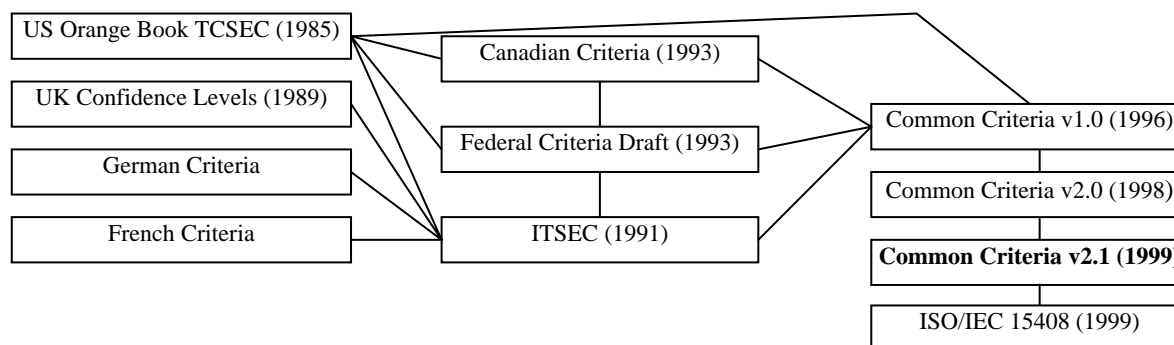 US Orange Book TCSEC (1985)
UK Confidence Levels (1989)
German Criteria
French Criteria
Canadian Criteria (1993)
Federal Criteria Draft (1993)
ITSEC (1991)
Common Criteria v1.0 (1996)
Common Criteria v2.0 (1998)
Common Criteria v2.1 (1999)
ISO/IEC 15408 (1999)